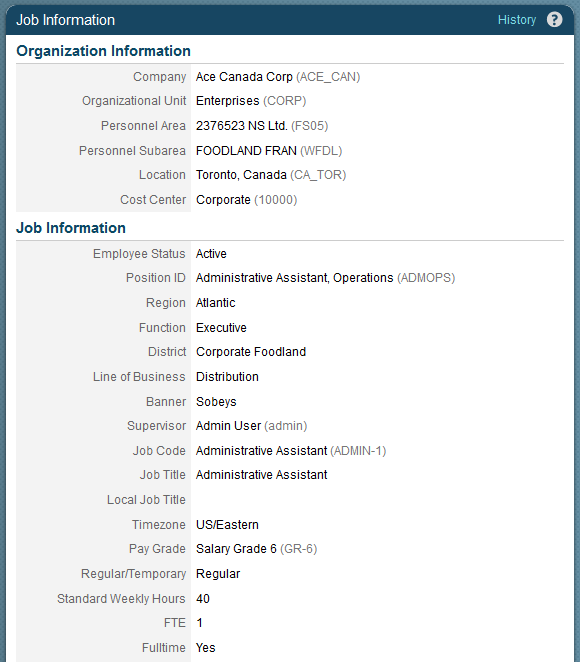 Job Information History ?
Organization Information
Company Ace Canada Corp (ACE_CAN)
Organizational Unit Enterprises (CORP)
Personnel Area 2376523 NS Ltd. (FS05)
Personnel Subarea FOODLAND FRAN (WFDL)
Location Toronto, Canada (CA_TOR)
Cost Center Corporate (10000)
Job Information
Employee Status Active
Position ID Administrative Assistant, Operations (ADMOPS)
Region Atlantic
Function Executive
District Corporate Foodland
Line of Business Distribution
Banner Sobeys
Supervisor Admin User (admin)
Job Code Administrative Assistant (ADMIN-1)
Job Title Administrative Assistant
Local Job Title
Timezone US/Eastern
Pay Grade Salary Grade 6 (GR-6)
Regular/Temporary Regular
Standard Weekly Hours 40
FTE 1
Fulltime Yes